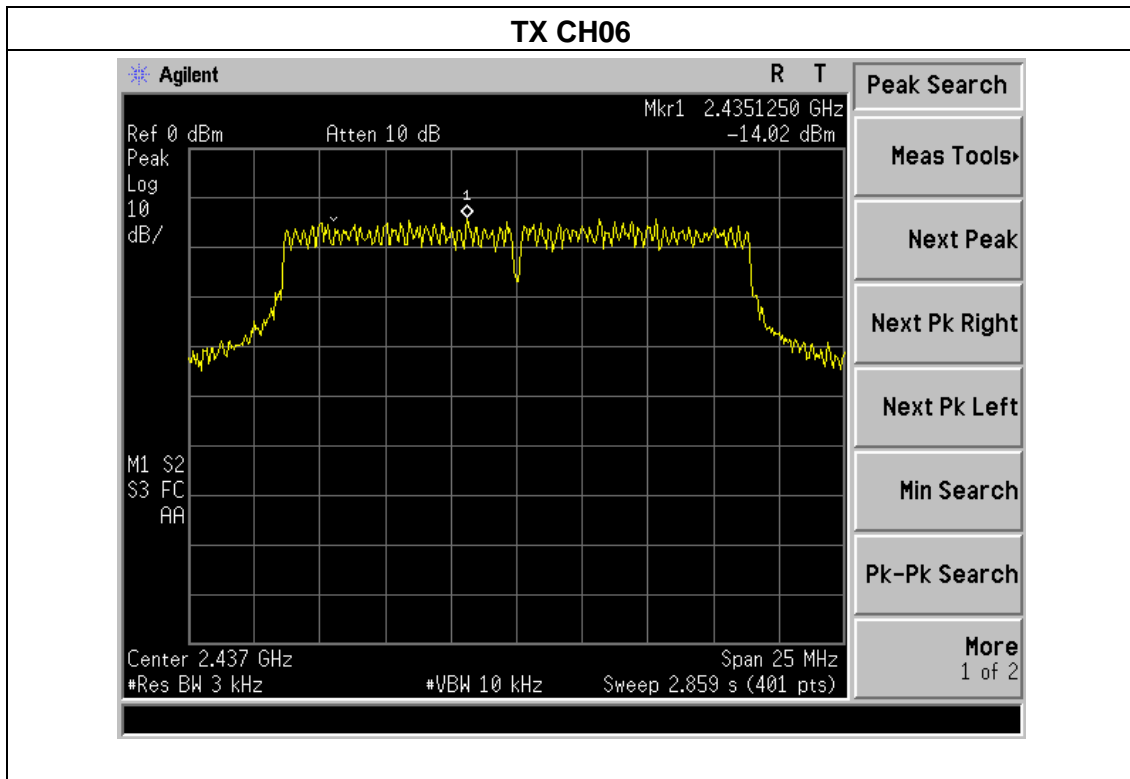 TX CH06
Agilent R T
Mkr1 2.4351250 GHz
Ref 0 dBm Atten 10 dB -14.02 dBm
Peak
Log
10
dB/
1
M1 S2
S3 FC
AA
Center 2.437 GHz Span 25 MHz
#Res BW 3 kHz #VBW 10 kHz Sweep 2.859 s (401 pts)
Peak Search
Meas Tools
Next Peak
Next Pk Right
Next Pk Left
Min Search
Pk-Pk Search
More
1 of 2